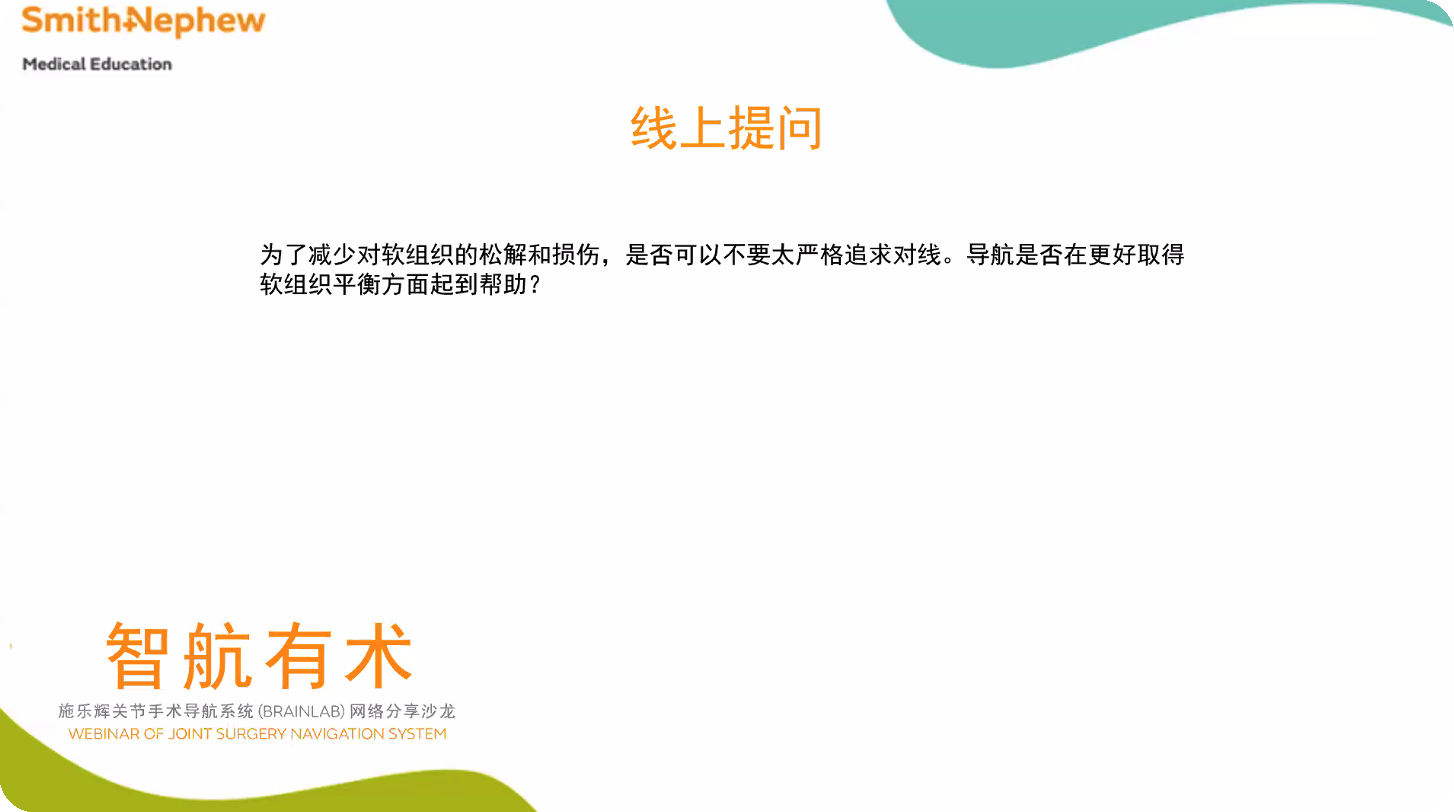 Smith+Nephew
Medical Education
线上提问
为了减少对软组织的松解和损伤，是否可以不要太严格追求对线。导航是否在更好取得
软组织平衡方面起到帮助？
智航有术
施乐辉关节手术导航系统(BRAINLAB)网络分享沙龙
WEBINAR OF JOINT SURGERY NAVIGATION SYSTEM